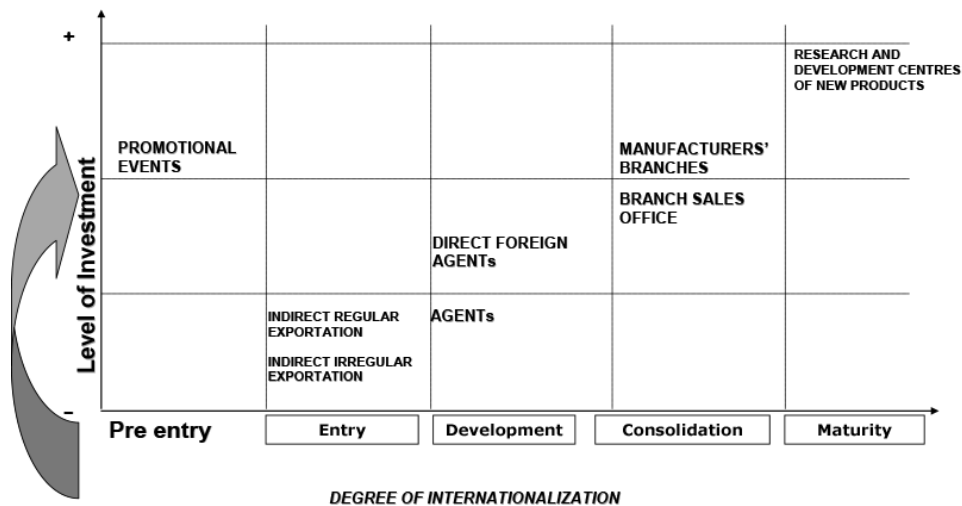 +
RESEARCH AND
DEVELOPMENT CENTRES
OF NEW PRODUCTS
PROMOTIONAL
EVENTS
MANUFACTURERS'
BRANCHES
BRANCH SALES
OFFICE
DIRECT FOREIGN
AGENTs
INDIRECT REGULAR
EXPORTATION
AGENTs
INDIRECT IRREGULAR
EXPORTATION
Level of Investment
–
Pre entry
Entry
Development
Consolidation
Maturity
DEGREE OF INTERNATIONALIZATION